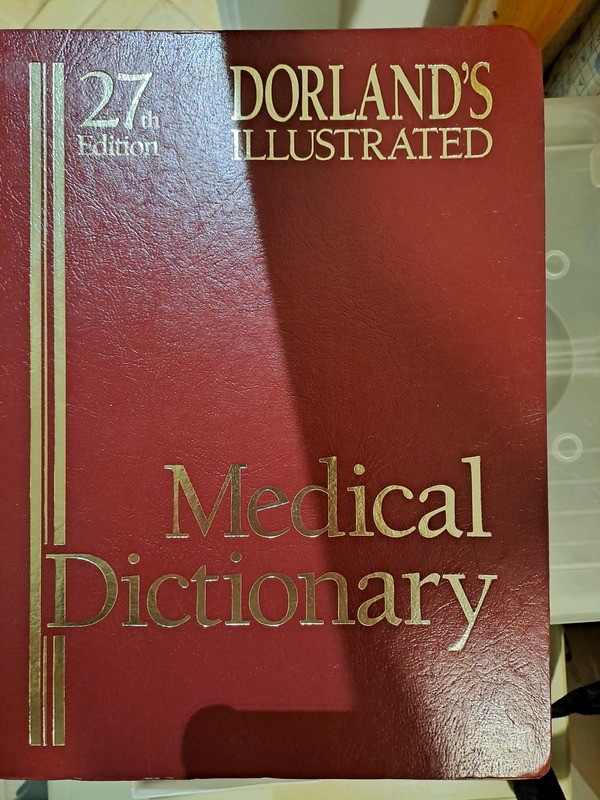 27th
Edition
DORLAND'S
ILLUSTRATED
Medical
Dictionary